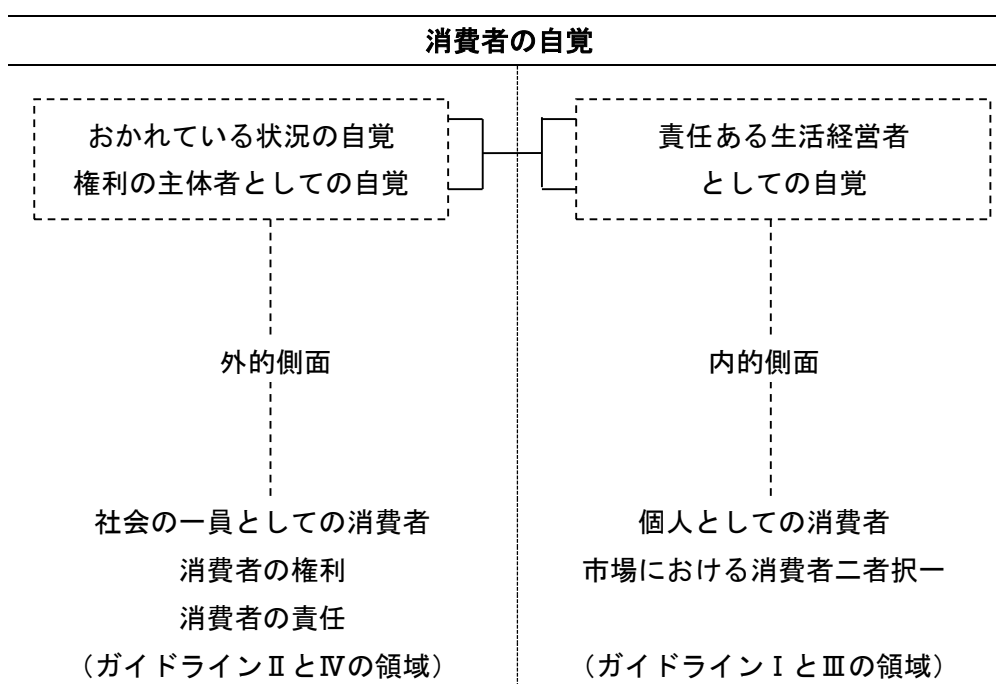 消費者の自覚
おかれている状況の自覚
権利の主体者としての自覚
責任ある生活経営者
としての自覚
外的側面
内的側面
社会の一員としての消費者
消費者の権利
消費者の責任
（ガイドラインⅡとⅣの領域）
個人としての消費者
市場における消費者二者択一
（ガイドラインⅠとⅢの領域）